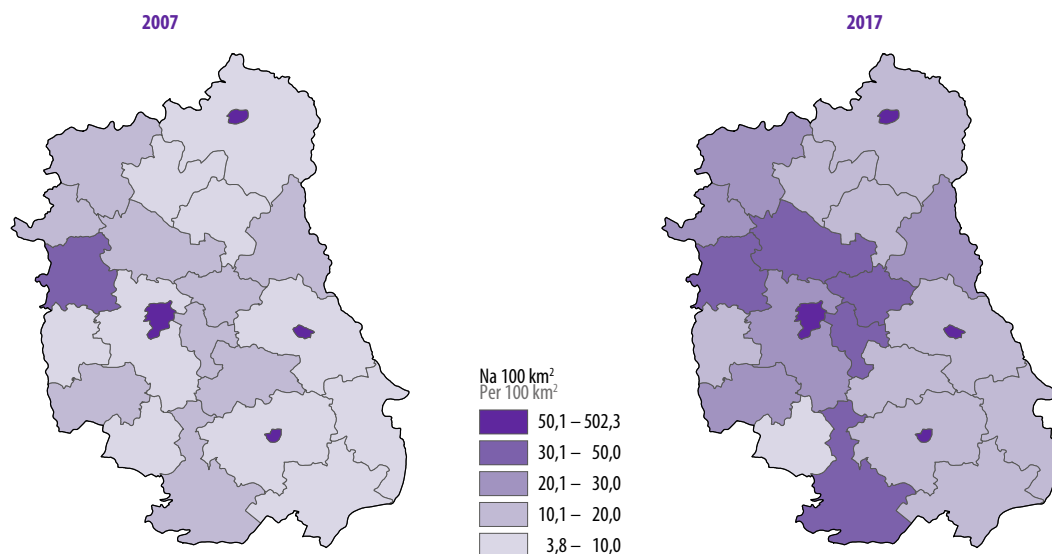 2007
2017
Na 100 km²
Per 100 km²
50,1 – 502,3
30,1 – 50,0
20,1 – 30,0
10,1 – 20,0
3,8 – 10,0